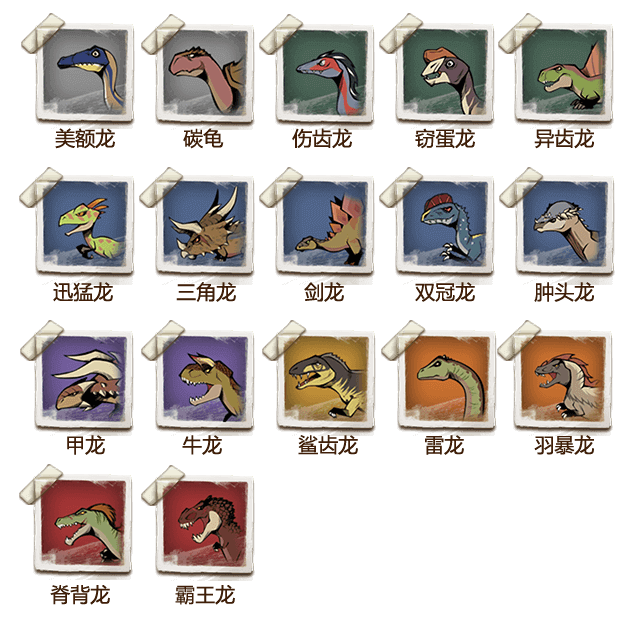 美颌龙 碳龟 伤齿龙 窃蛋龙 异齿龙
迅猛龙 三角龙 剑龙 双冠龙 肿头龙
甲龙 牛龙 鲨齿龙 雷龙 羽暴龙
脊背龙 霸王龙